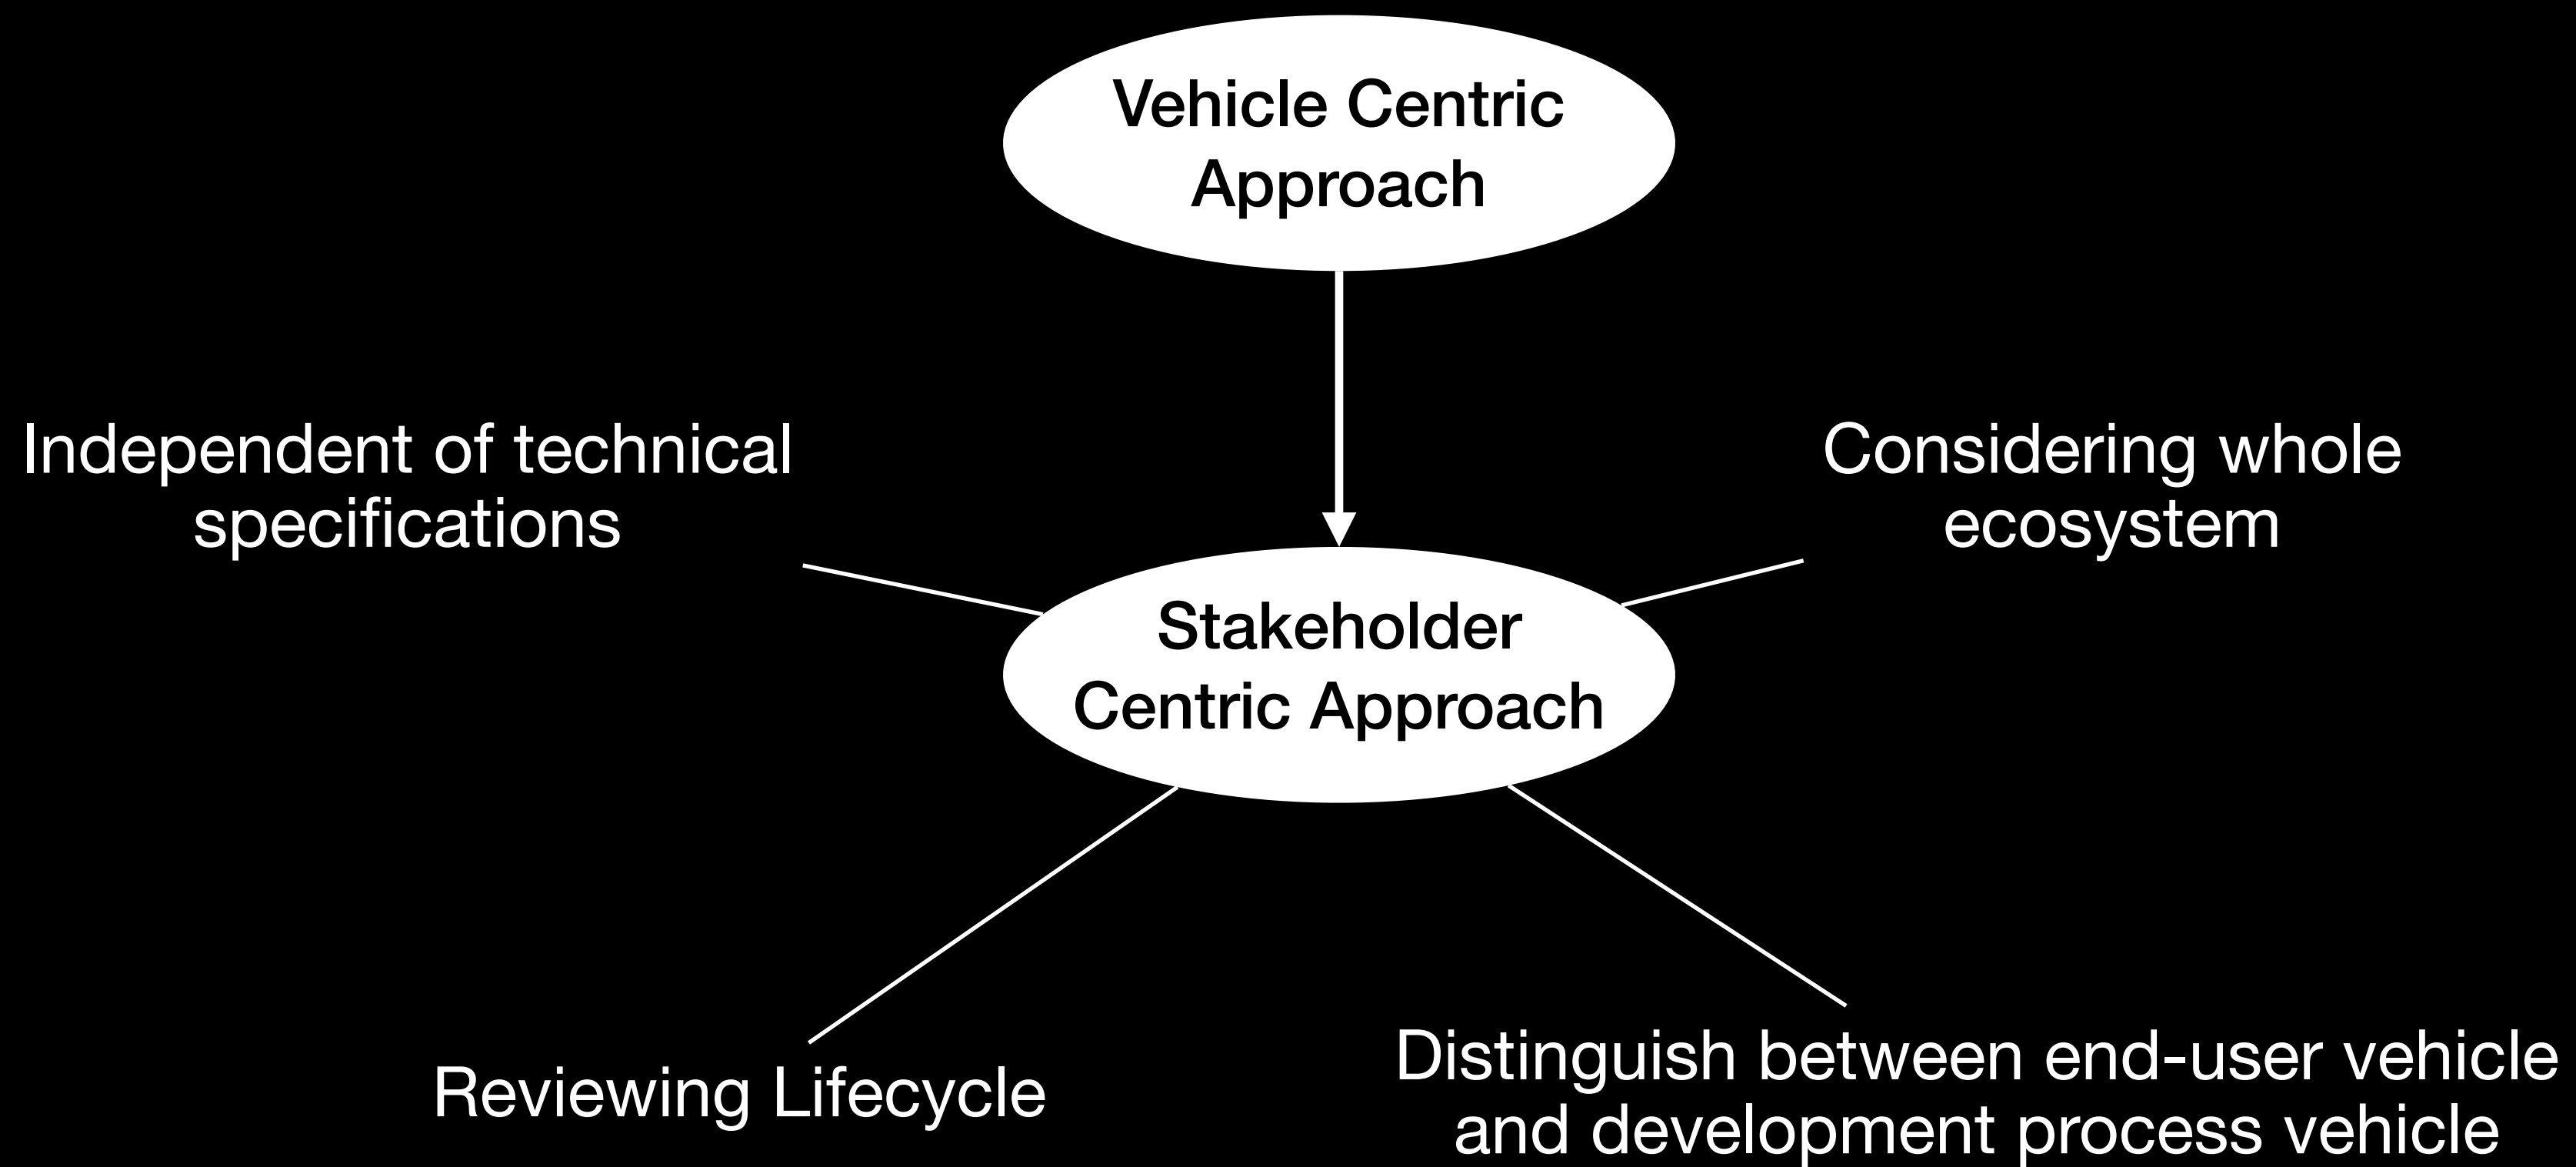 Vehicle Centric
Approach
Independent of technical
specifications
Considering whole
ecosystem
Stakeholder
Centric Approach
Reviewing Lifecycle
Distinguish between end-user vehicle
and development process vehicle